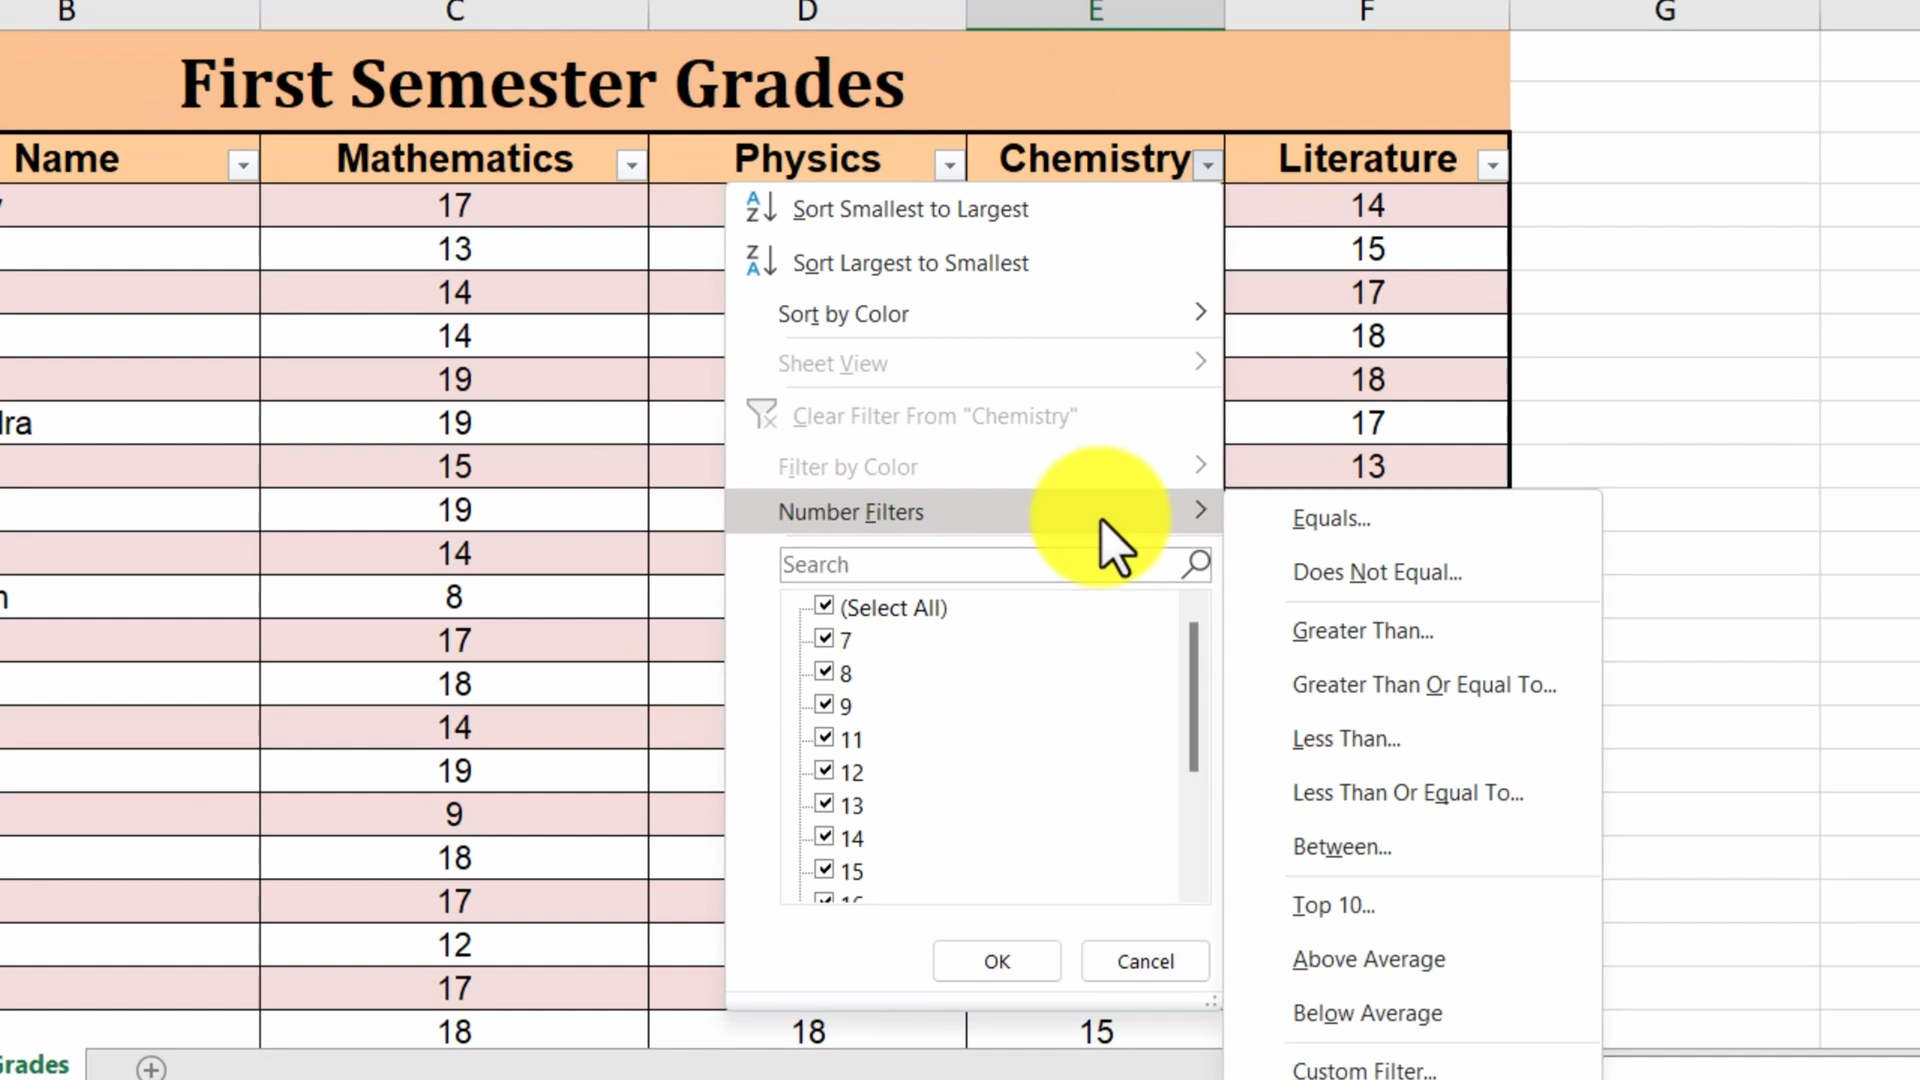 B C D E F G
First Semester Grades
Name Mathematics Physics Chemistry Literature
17 14
13 15
14 17
14 18
19 18
dra 19 17
15 13
19
14
8
17
18
14
19
9
18
17
12
17
18 18 15
Sort Smallest to Largest
Sort Largest to Smallest
Sort by Color
Sheet View
Clear Filter From "Chemistry"
Filter by Color
Number Filters
Search
(Select All)
7
8
9
11
12
13
14
15
16
OK Cancel
Equals...
Does Not Equal...
Greater Than...
Greater Than Or Equal To...
Less Than...
Less Than Or Equal To...
Between...
Top 10...
Above Average
Below Average
Custom Filter...
Grades